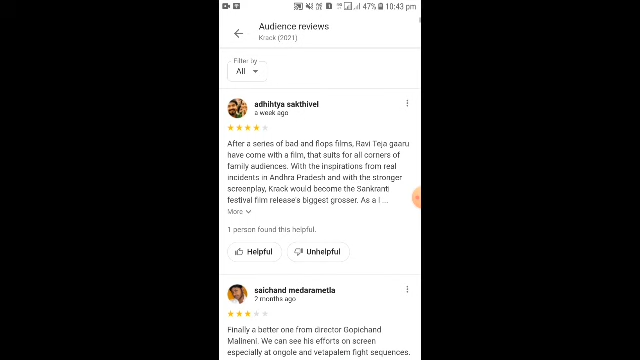 47% 10:43 pm
Audience reviews
Krack (2021)
Filter by
All
adhihtya sakthivel
a week ago
After a series of bad and flops films, Ravi Teja gaaru
have come with a film, that suits for all corners of
family audiences. With the inspirations from real
incidents in Andhra Pradesh and with the stronger
screenplay, Krack would become the Sankranti
festival film release's biggest grosser. As a l ...
More
1 person found this helpful.
Helpful
Unhelpful
saichand medarametla
2 months ago
Finally a better one from director Gopichand
Malineni. We can see his efforts on screen
especially at ongole and vetapalem fight sequences.